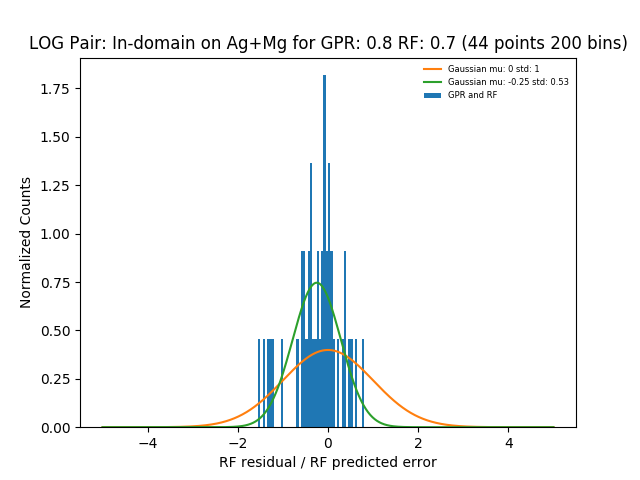 LOG Pair: In-domain on Ag+Mg for GPR: 0.8 RF: 0.7 (44 points 200 bins)
Gaussian mu: 0 std: 1
Gaussian mu: -0.25 std: 0.53
GPR and RF
Normalized Counts
1.75
1.50
1.25
1.00
0.75
0.50
0.25
0.00
−4
−2
0
2
4
RF residual / RF predicted error